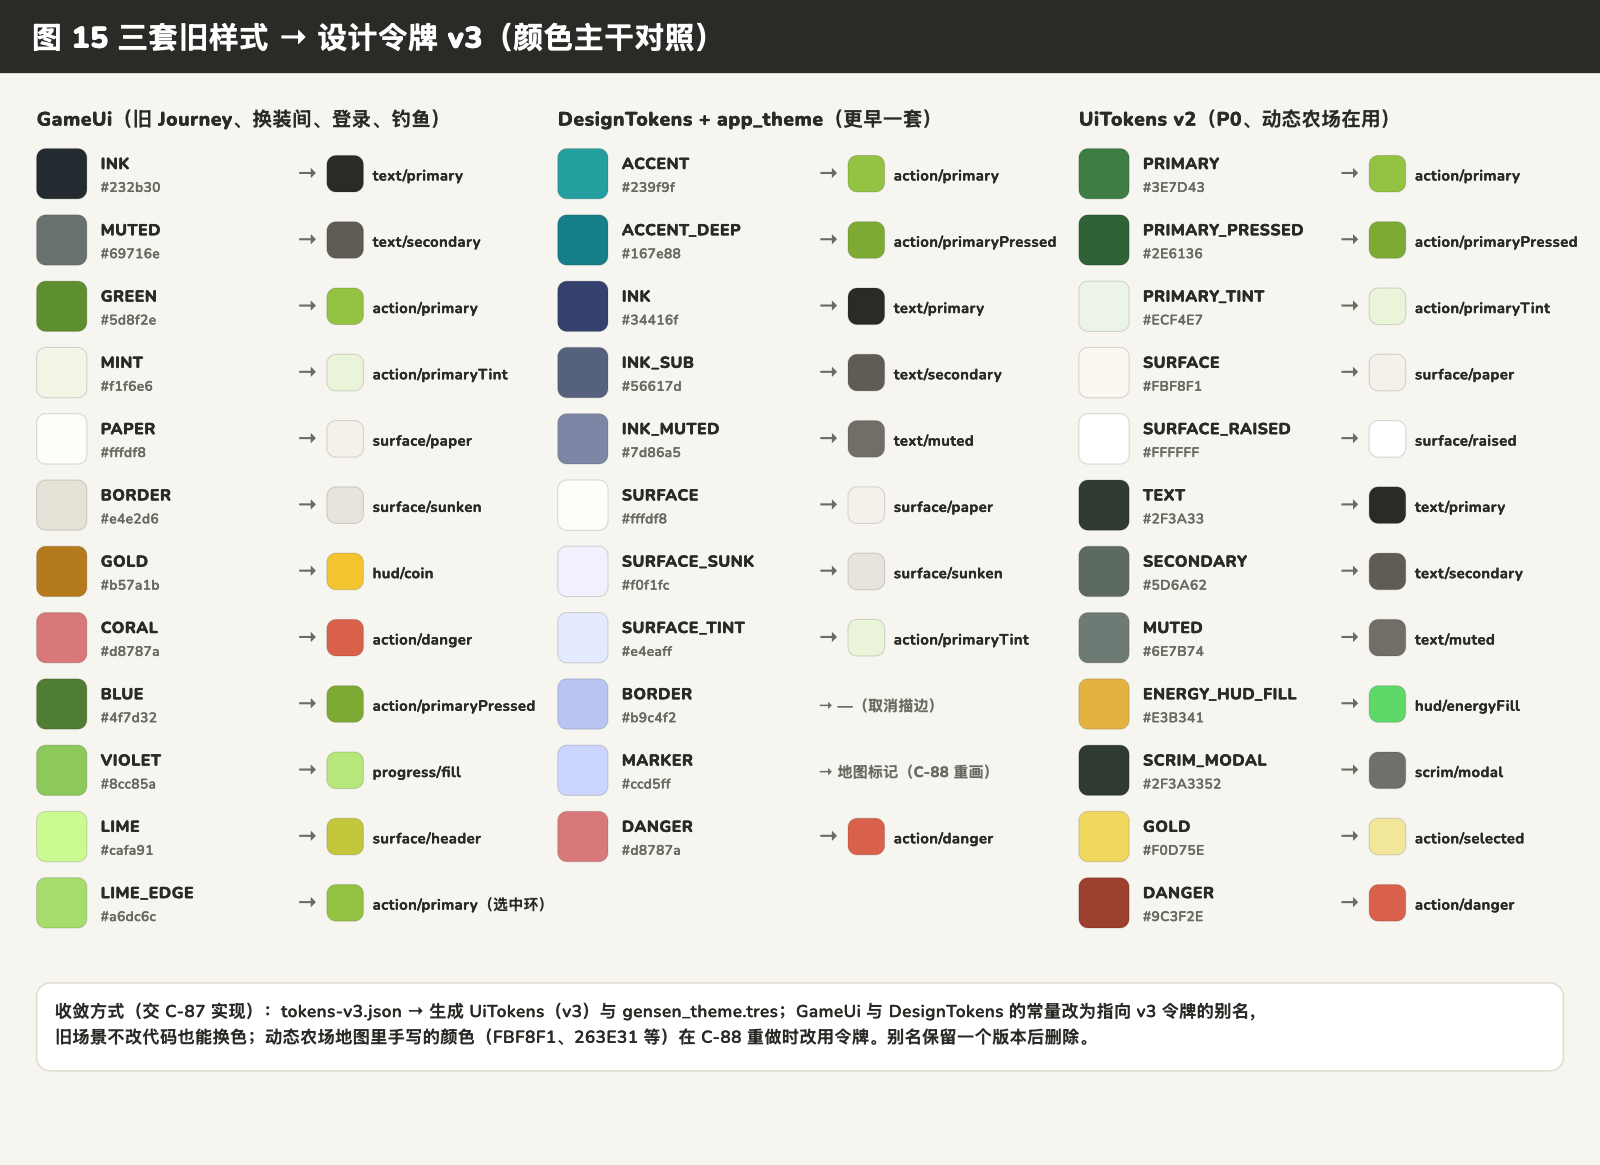 图 15 三套旧样式 → 设计令牌 v3（颜色主干对照）
GameUi（旧 Journey、换装间、登录、钓鱼）
INK
#232b30
→ text/primary
MUTED
#69716e
→ text/secondary
GREEN
#5d8f2e
→ action/primary
MINT
#f1f6e6
→ action/primaryTint
PAPER
#fffdf8
→ surface/paper
BORDER
#e4e2d6
→ surface/sunken
GOLD
#b57a1b
→ hud/coin
CORAL
#d8787a
→ action/danger
BLUE
#4f7d32
→ action/primaryPressed
VIOLET
#8cc85a
→ progress/fill
LIME
#cafa91
→ surface/header
LIME_EDGE
#a6dc6c
→ action/primary（选中环）
DesignTokens + app_theme（更早一套）
ACCENT
#239f9f
→ action/primary
ACCENT_DEEP
#167e88
→ action/primaryPressed
INK
#34416f
→ text/primary
INK_SUB
#56617d
→ text/secondary
INK_MUTED
#7d86a5
→ text/muted
SURFACE
#fffdf8
→ surface/paper
SURFACE_SUNK
#f0f1fc
→ surface/sunken
SURFACE_TINT
#e4eaff
→ action/primaryTint
BORDER
#b9c4f2
→ —（取消描边）
MARKER
#ccd5ff
→ 地图标记（C-88 重画）
DANGER
#d8787a
→ action/danger
UiTokens v2（P0、动态农场在用）
PRIMARY
#3E7D43
→ action/primary
PRIMARY_PRESSED
#2E6136
→ action/primaryPressed
PRIMARY_TINT
#ECF4E7
→ action/primaryTint
SURFACE
#FBF8F1
→ surface/paper
SURFACE_RAISED
#FFFFFF
→ surface/raised
TEXT
#2F3A33
→ text/primary
SECONDARY
#5D6A62
→ text/secondary
MUTED
#6E7B74
→ text/muted
ENERGY_HUD_FILL
#E3B341
→ hud/energyFill
SCRIM_MODAL
#2F3A3352
→ scrim/modal
GOLD
#F0D75E
→ action/selected
DANGER
#9C3F2E
→ action/danger
收敛方式（交 C-87 实现）：tokens-v3.json → 生成 UiTokens（v3）与 gensen_theme.tres；GameUi 与 DesignTokens 的常量改为指向 v3 令牌的别名，
旧场景不改代码也能换色；动态农场地图里手写的颜色（FBF8F1、263E31 等）在 C-88 重做时改用令牌。别名保留一个版本后删除。